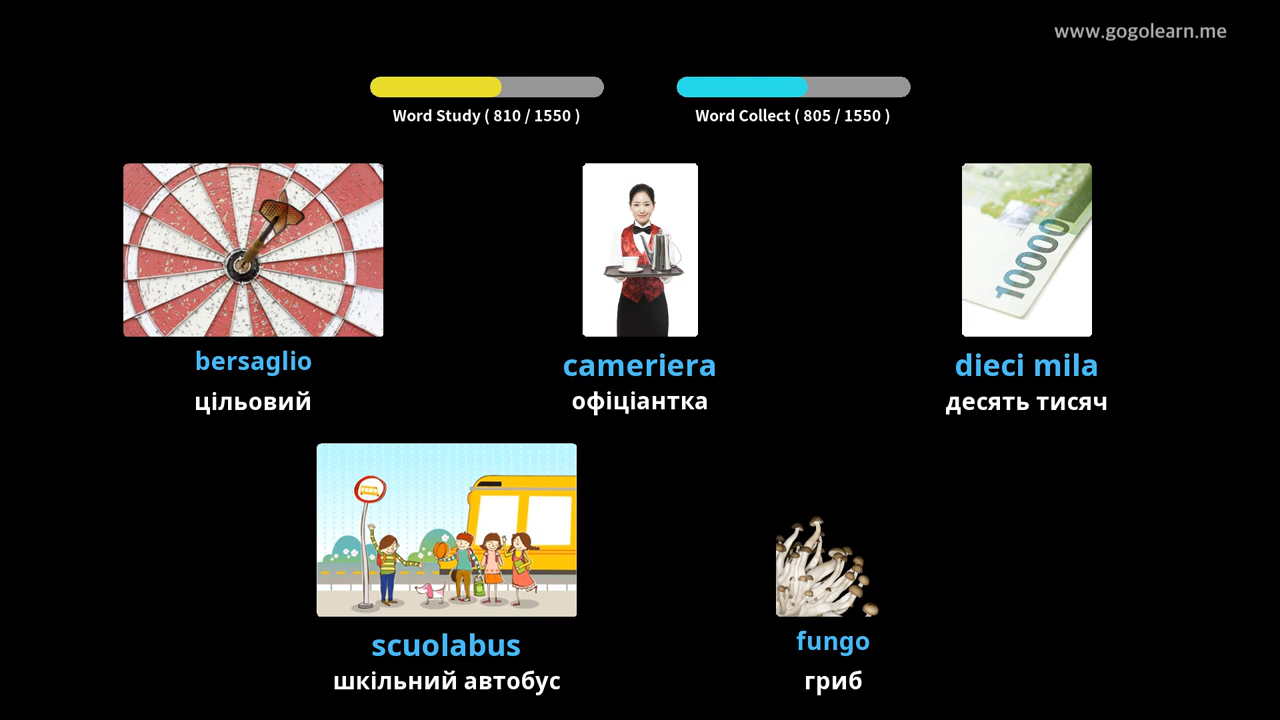 www.gogolearn.me
Word Study ( 810 / 1550 )
Word Collect ( 805 / 1550 )
10000
bersaglio
cameriera
dieci mila
цільовий
офіціантка
десять тисяч
scuolabus
fungo
шкільний автобус
гриб